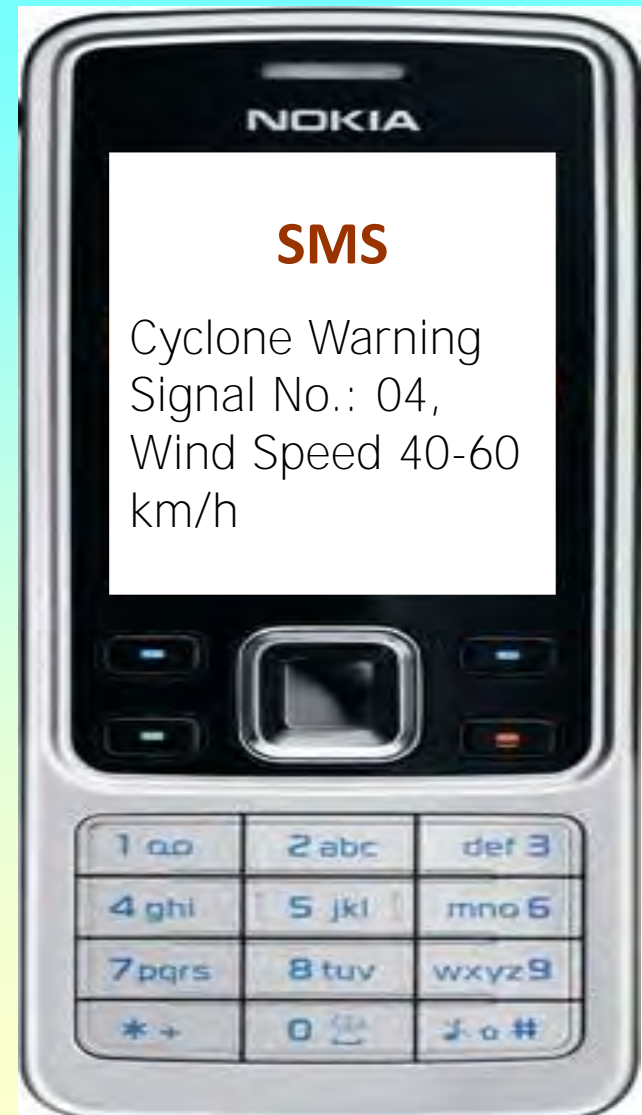 NOKIA
SMS
Cyclone Warning
Signal No.: 04,
Wind Speed 40-60
km/h
1 2 abc def 3
4 ghi 5 jkl mno 6
7 pqrs 8 tuv wxyz 9
* + 0 #